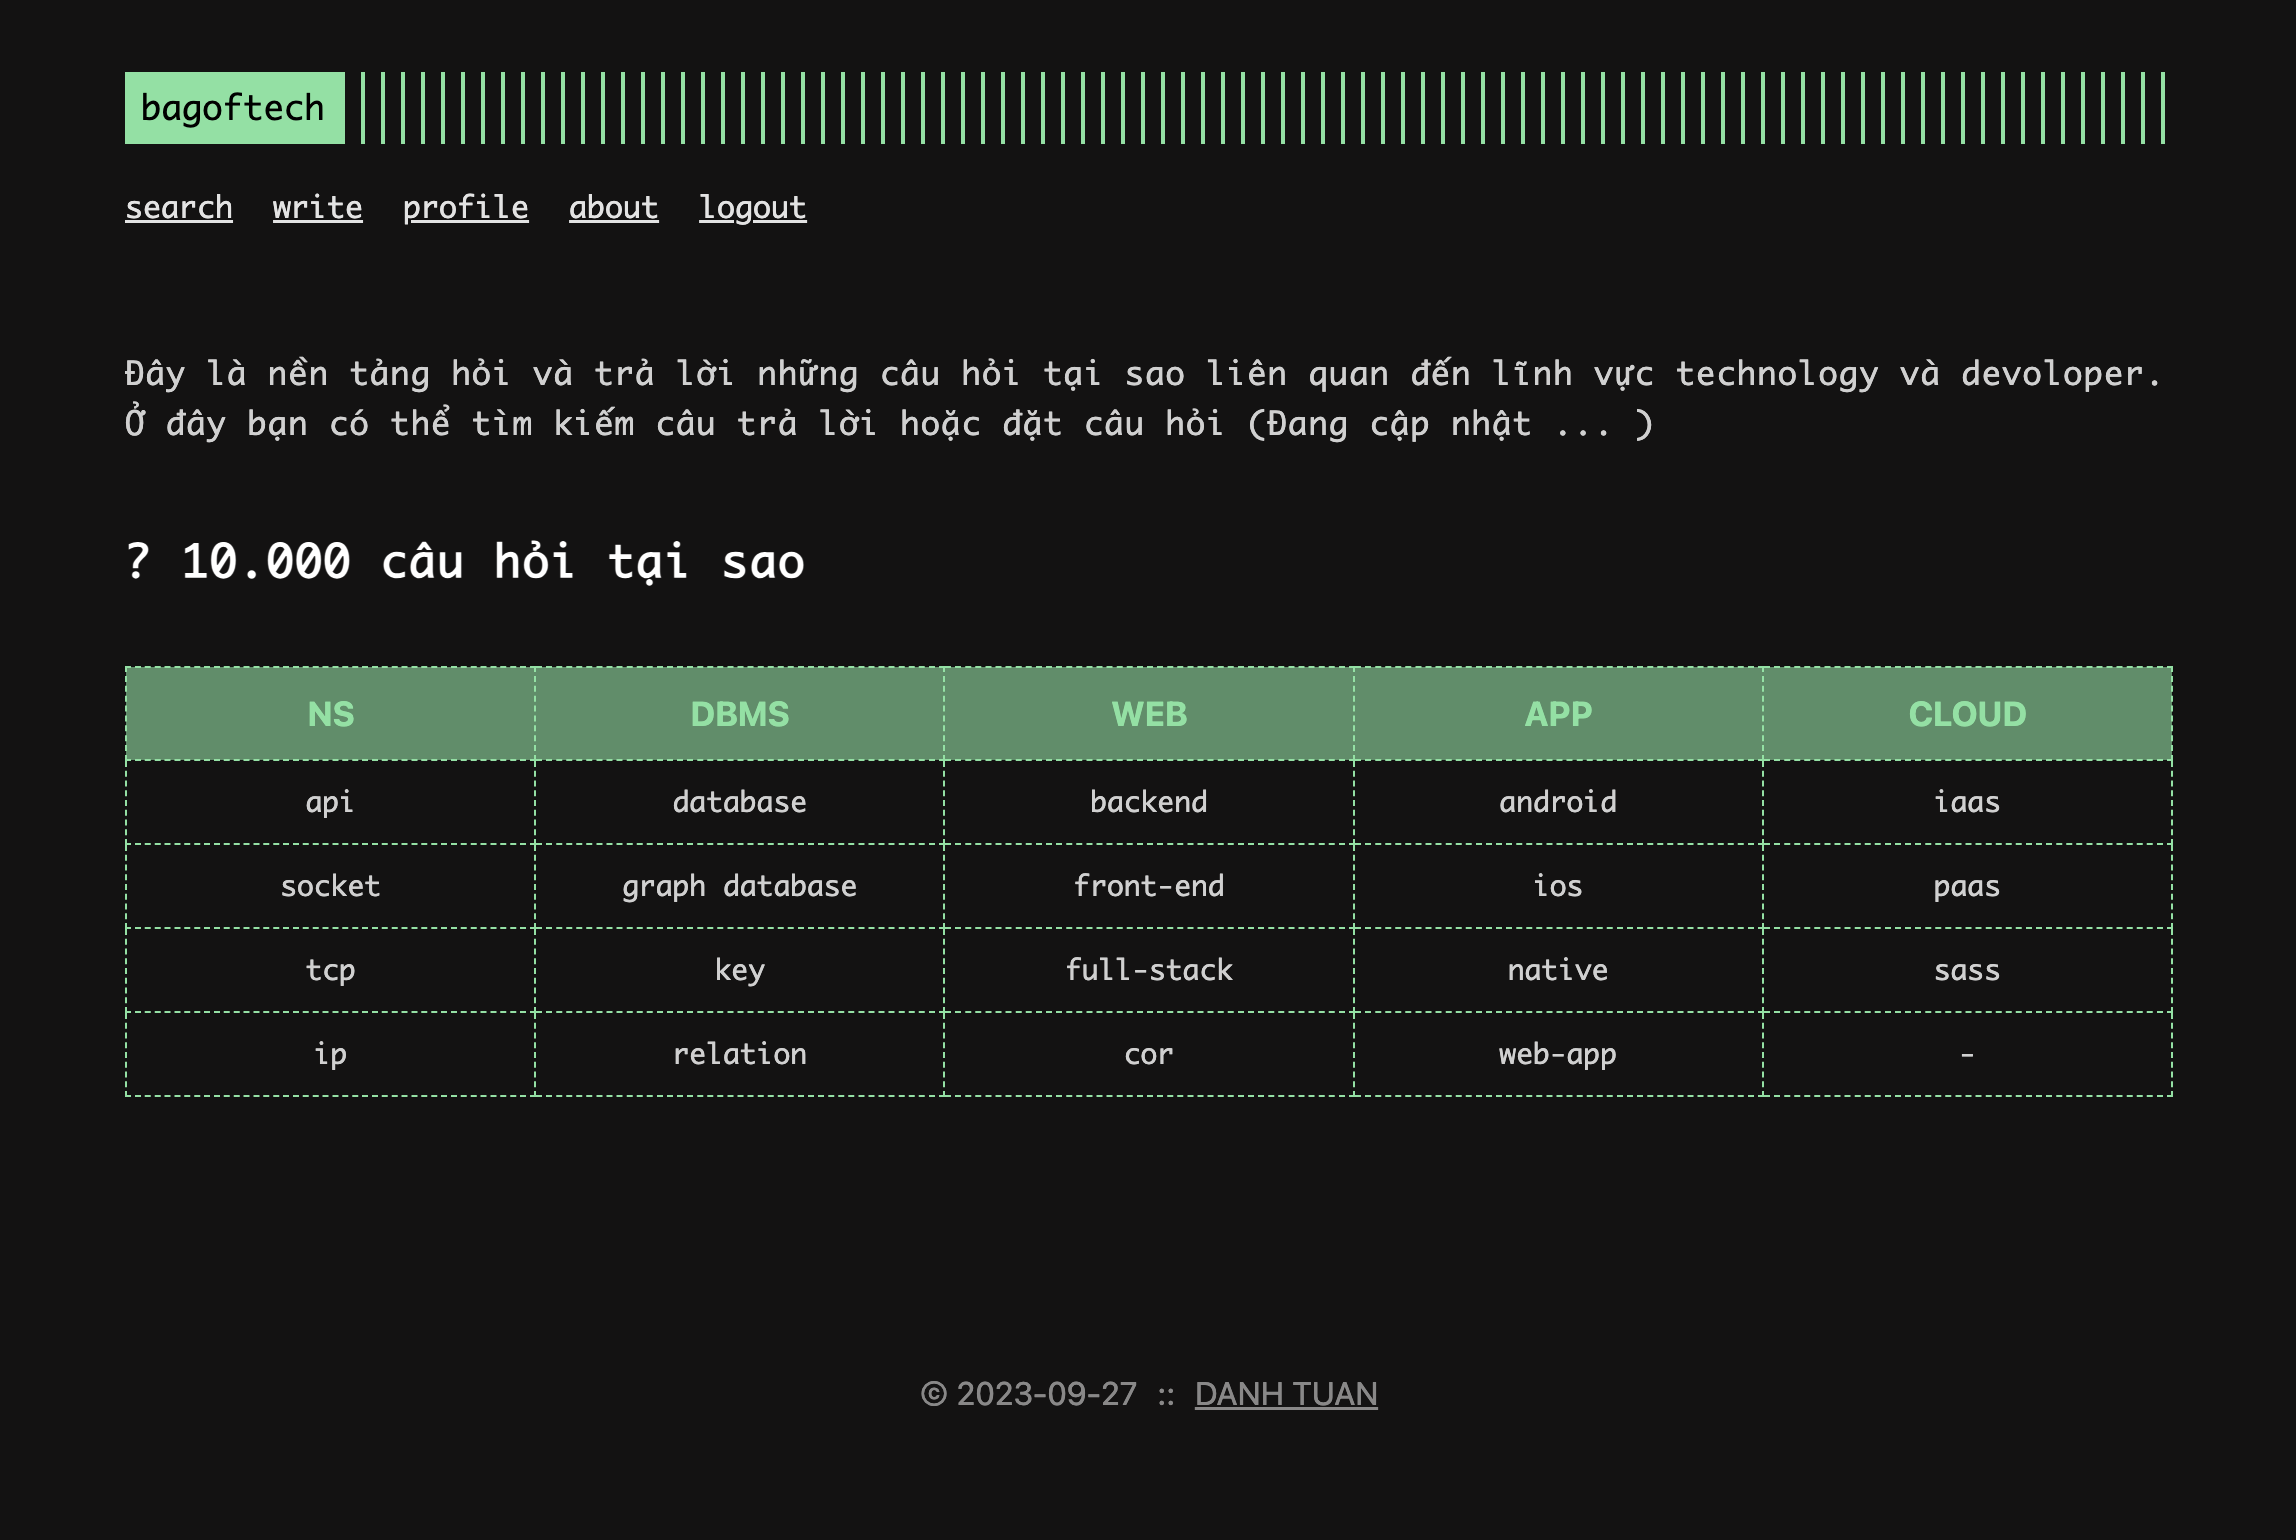 bagoftech
search write profile about logout
Đây là nền tảng hỏi và trả lời những câu hỏi tại sao liên quan đến lĩnh vực technology và devoloper.
Ở đây bạn có thể tìm kiếm câu trả lời hoặc đặt câu hỏi (Đang cập nhật ... )
? 10.000 câu hỏi tại sao
NS DBMS WEB APP CLOUD
api database backend android iaas
socket graph database front-end ios paas
tcp key full-stack native sass
ip relation cor web-app -
© 2023-09-27 :: DANH TUAN